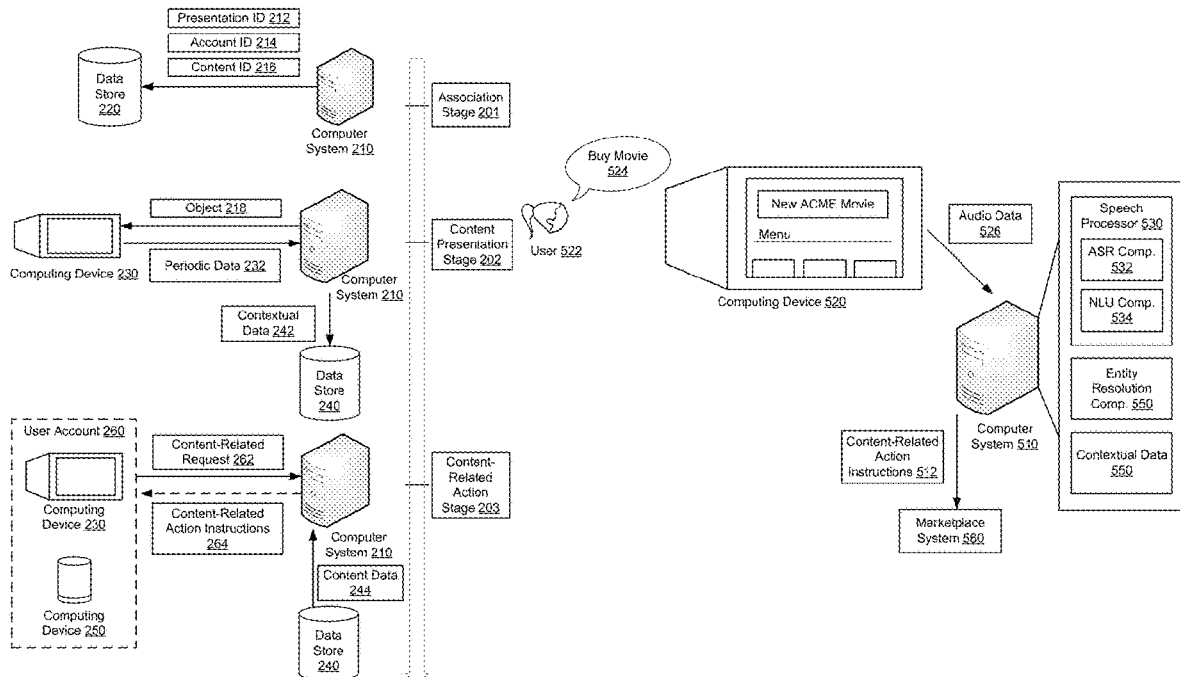 Presentation ID 212
Account ID 214
Content ID 216
Data
Store
220
Computer
System 210
Association
Stage 201
Object 218
Periodic Data 232
Computing Device 230
Computer
System 210
Content
Presentation
Stage 202
Contextual
Data 242
Data
Store
240
User Account 260
Content-Related
Request 262
Content-Related
Action Instructions
264
Computing
Device 230
Computing
Device 250
Computer
System 210
Content-
Related
Action
Stage 203
Content Data
244
Data
Store
240
Buy Movie
524
User 522
New ACME Movie
Menu
Computing Device 520
Audio Data
526
Speech
Processor 530
ASR Comp.
532
NLU Comp.
534
Entity
Resolution
Comp. 550
Contextual Data
550
Computer
System 510
Content-Related
Action
Instructions 512
Marketplace
System 560